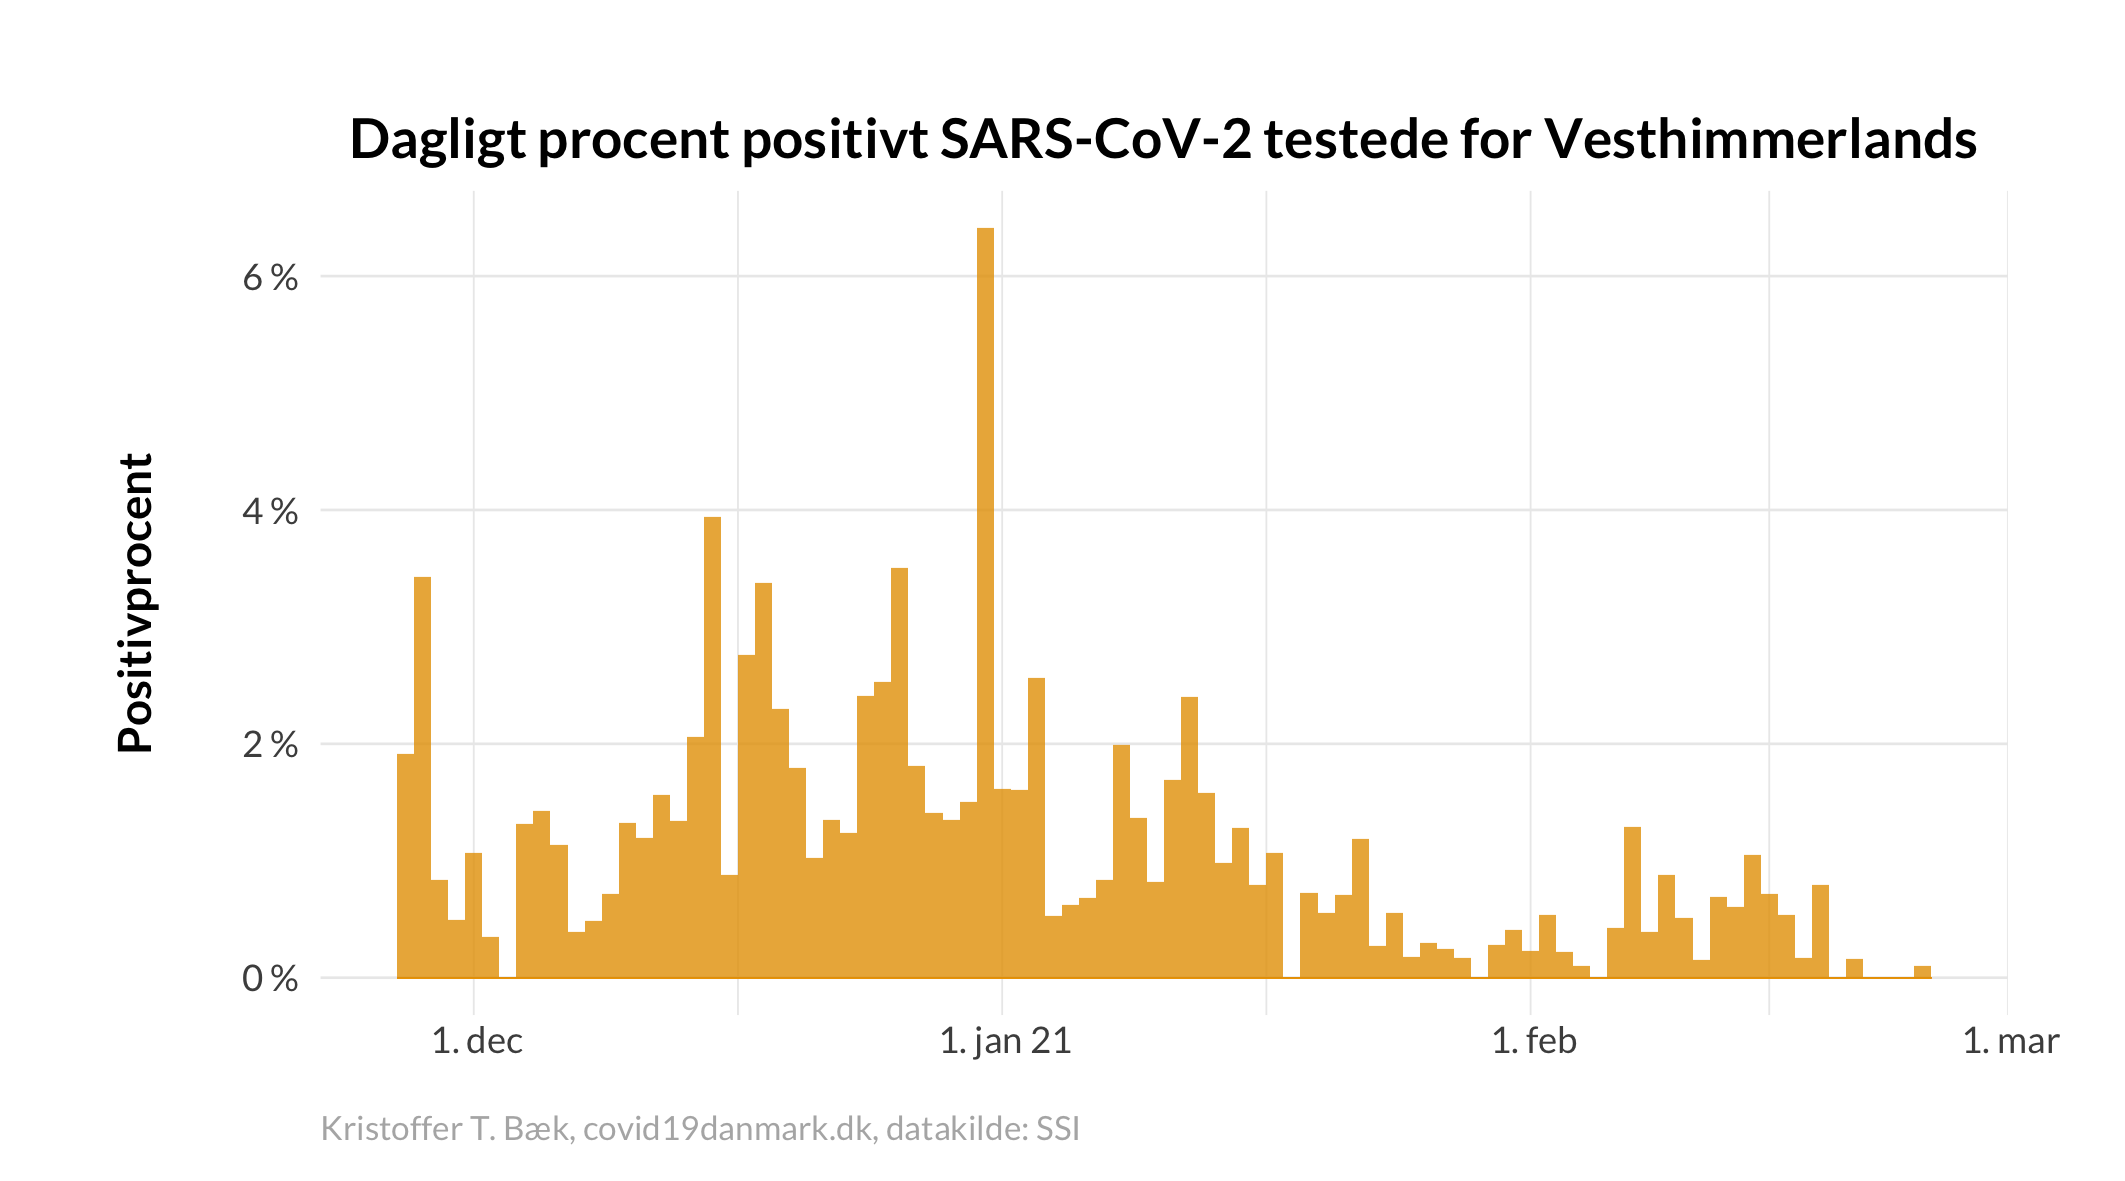 Dagligt procent positivt SARS-CoV-2 testede for Vesthimmerlands
Positivprocent
6 %
4 %
2 %
0 %
1. dec
1. jan 21
1. feb
1. mar
Kristoffer T. Bæk, covid19danmark.dk, datakilde: SSI